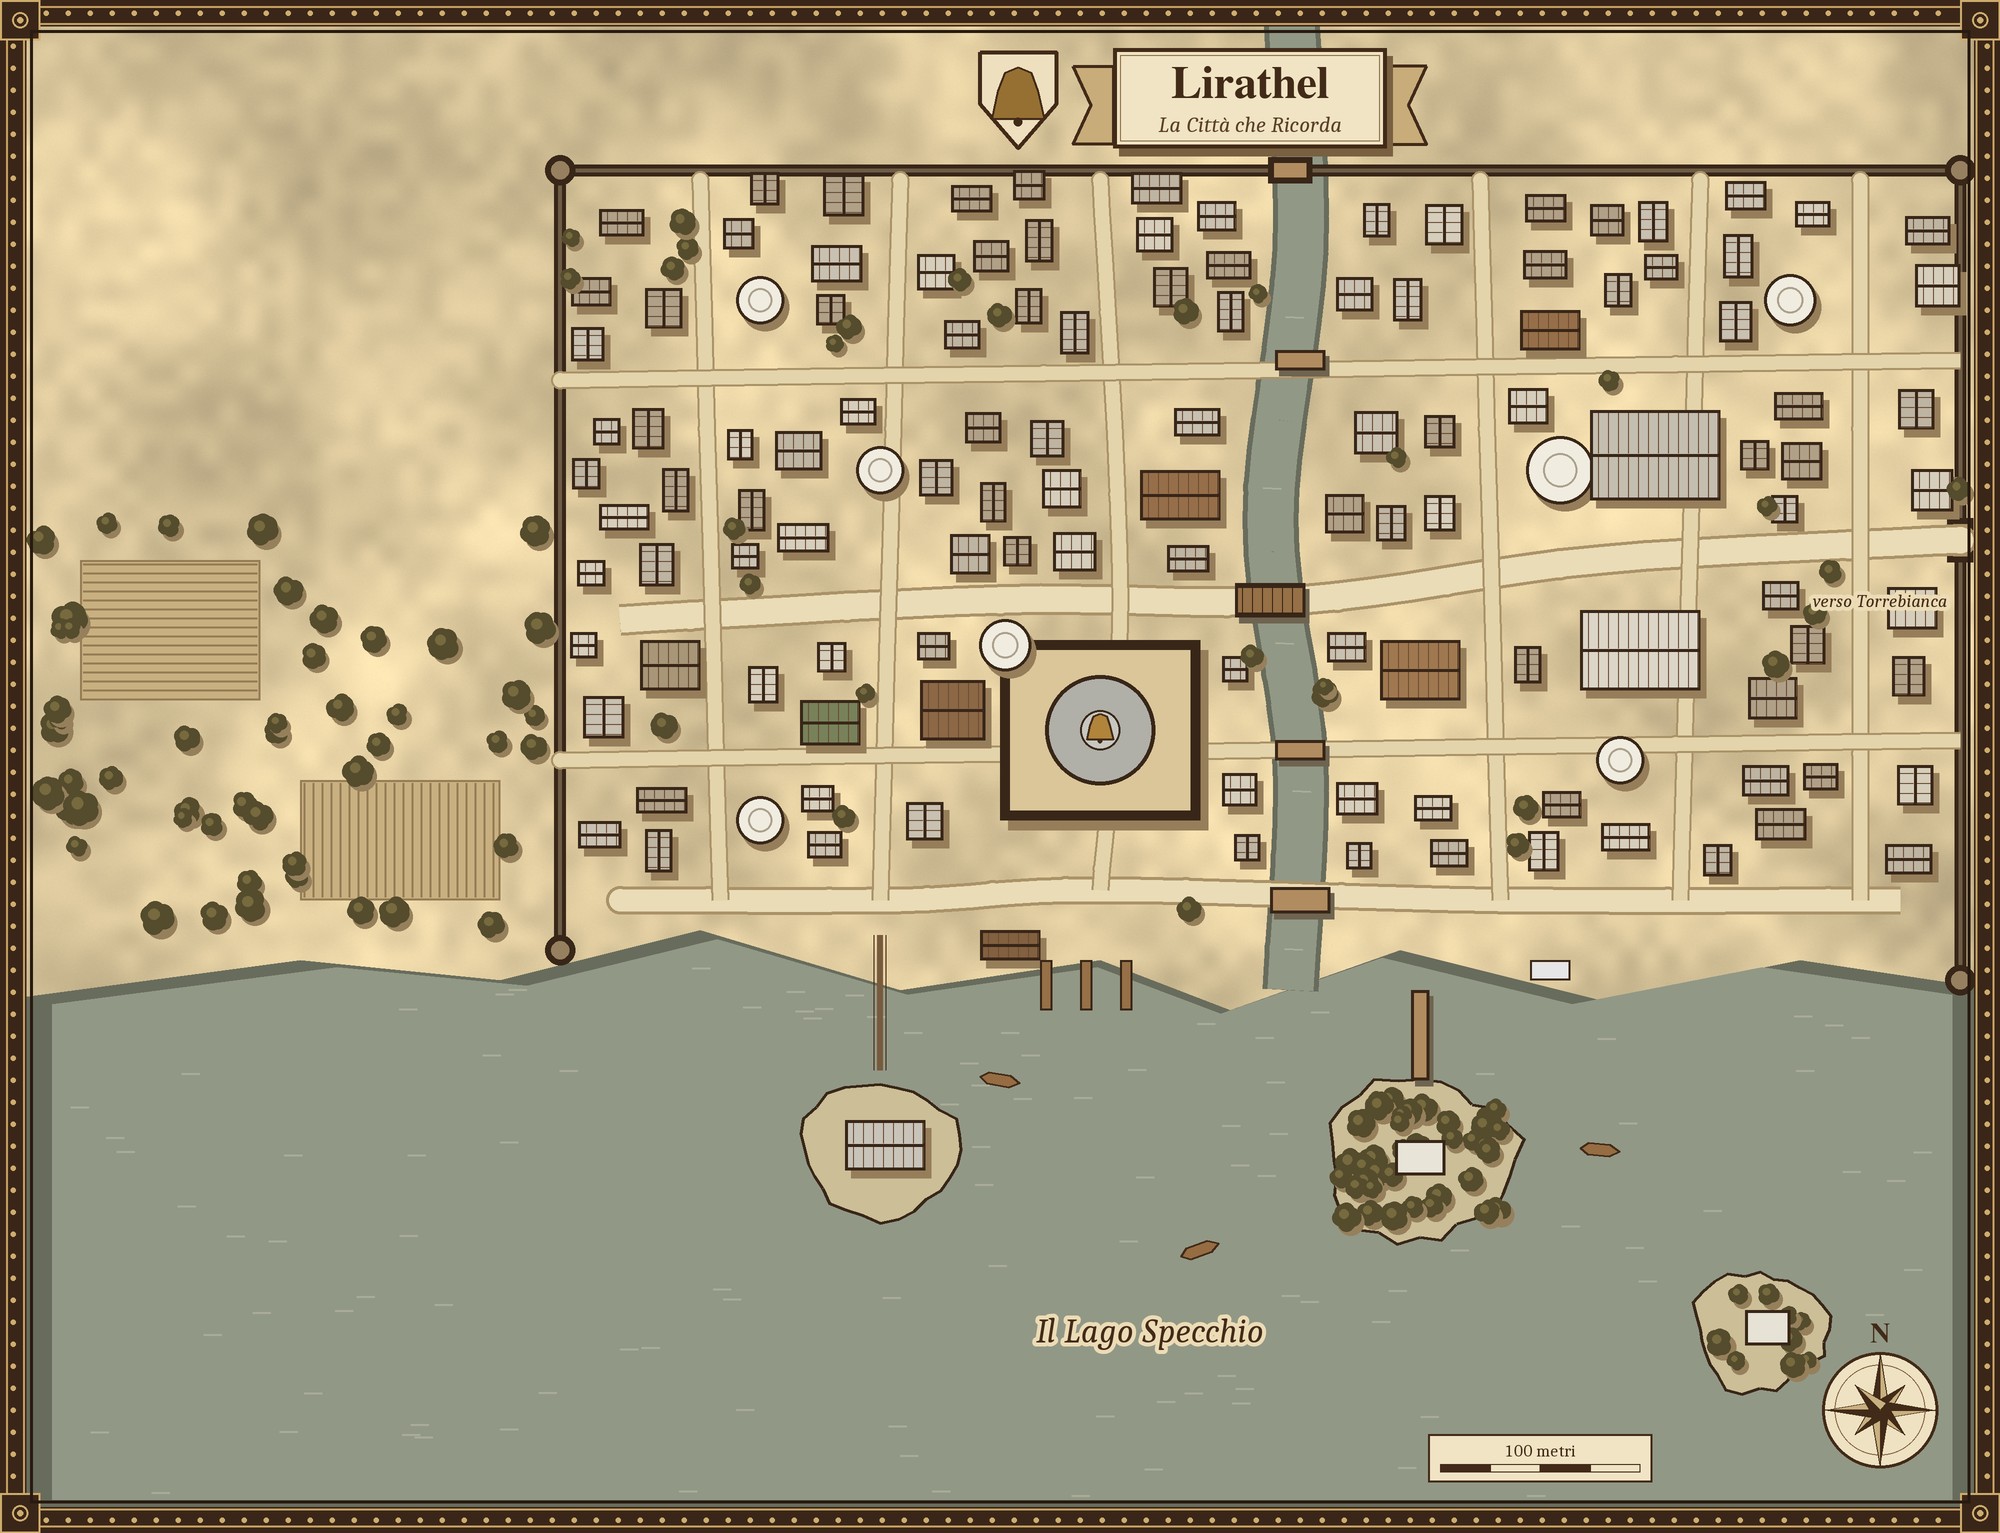 Lirathel
La Città che Ricorda
verso Torrebianca
Il Lago Specchio
N
100 metri